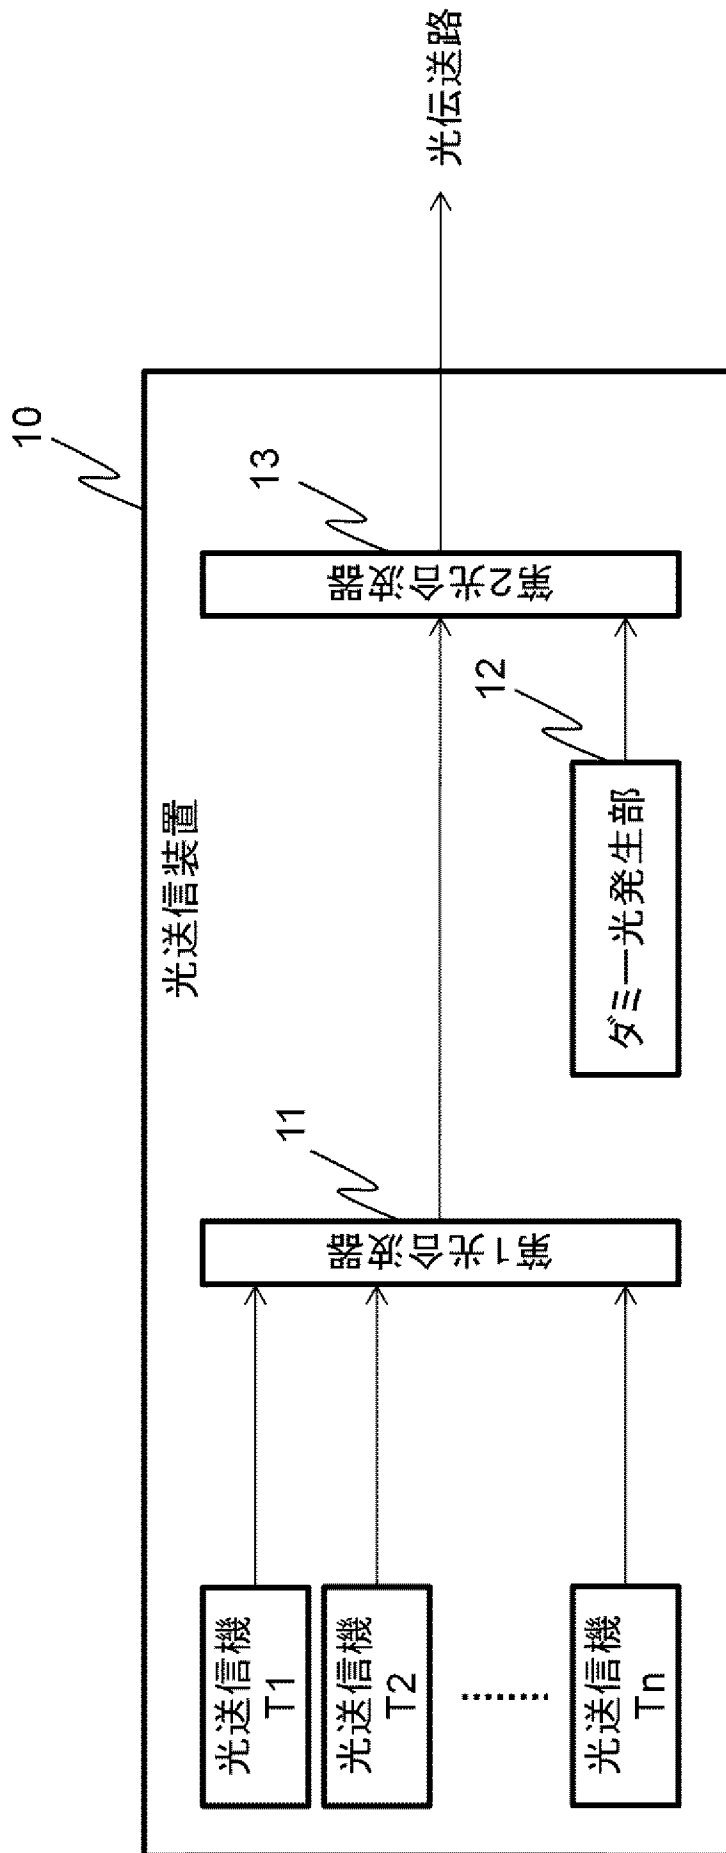 10
光送信装置
光送信機
T1
光送信機
T2
........
光送信機
Tn
11
第1光合波器
ダミー光発生部
12
13
第2光合波器
光伝送路